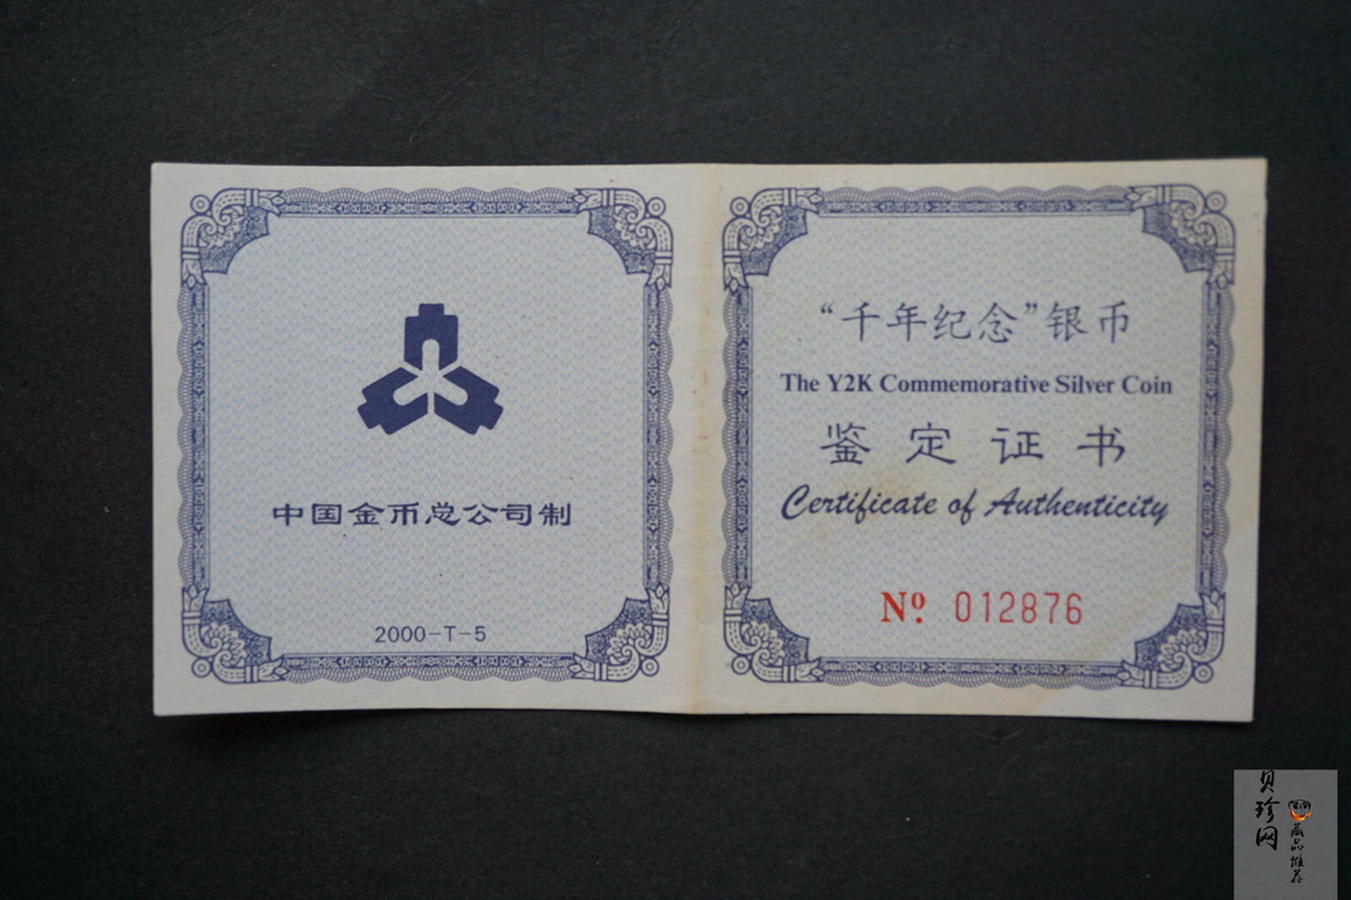 中国金币总公司制
2000-T-5
“千年纪念”银币
The Y2K Commemorative Silver Coin
鉴定证书
Certificate of Authenticity
Nº 012876
贝珍网
藏品推荐